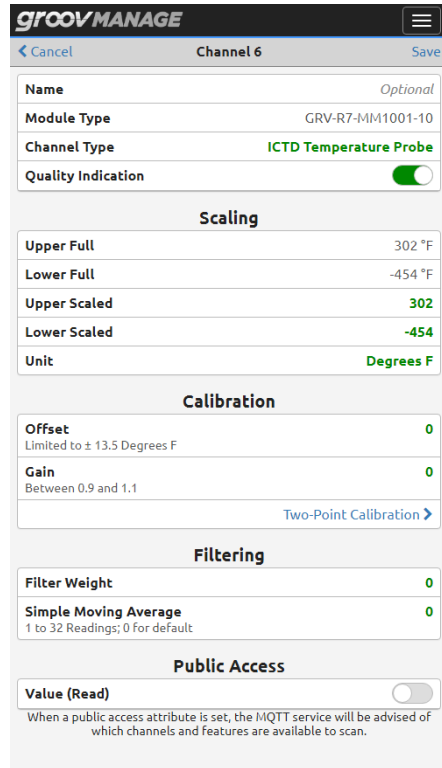 groov MANAGE
Cancel Channel 6 Save
Name Optional
Module Type GRV-R7-MM1001-10
Channel Type ICTD Temperature Probe
Quality Indication
Scaling
Upper Full 302 °F
Lower Full -454 °F
Upper Scaled 302
Lower Scaled -454
Unit Degrees F
Calibration
Offset 0
Limited to ± 13.5 Degrees F
Gain 0
Between 0.9 and 1.1
Two-Point Calibration
Filtering
Filter Weight 0
Simple Moving Average 0
1 to 32 Readings; 0 for default
Public Access
Value (Read)
When a public access attribute is set, the MQTT service will be advised of
which channels and features are available to scan.